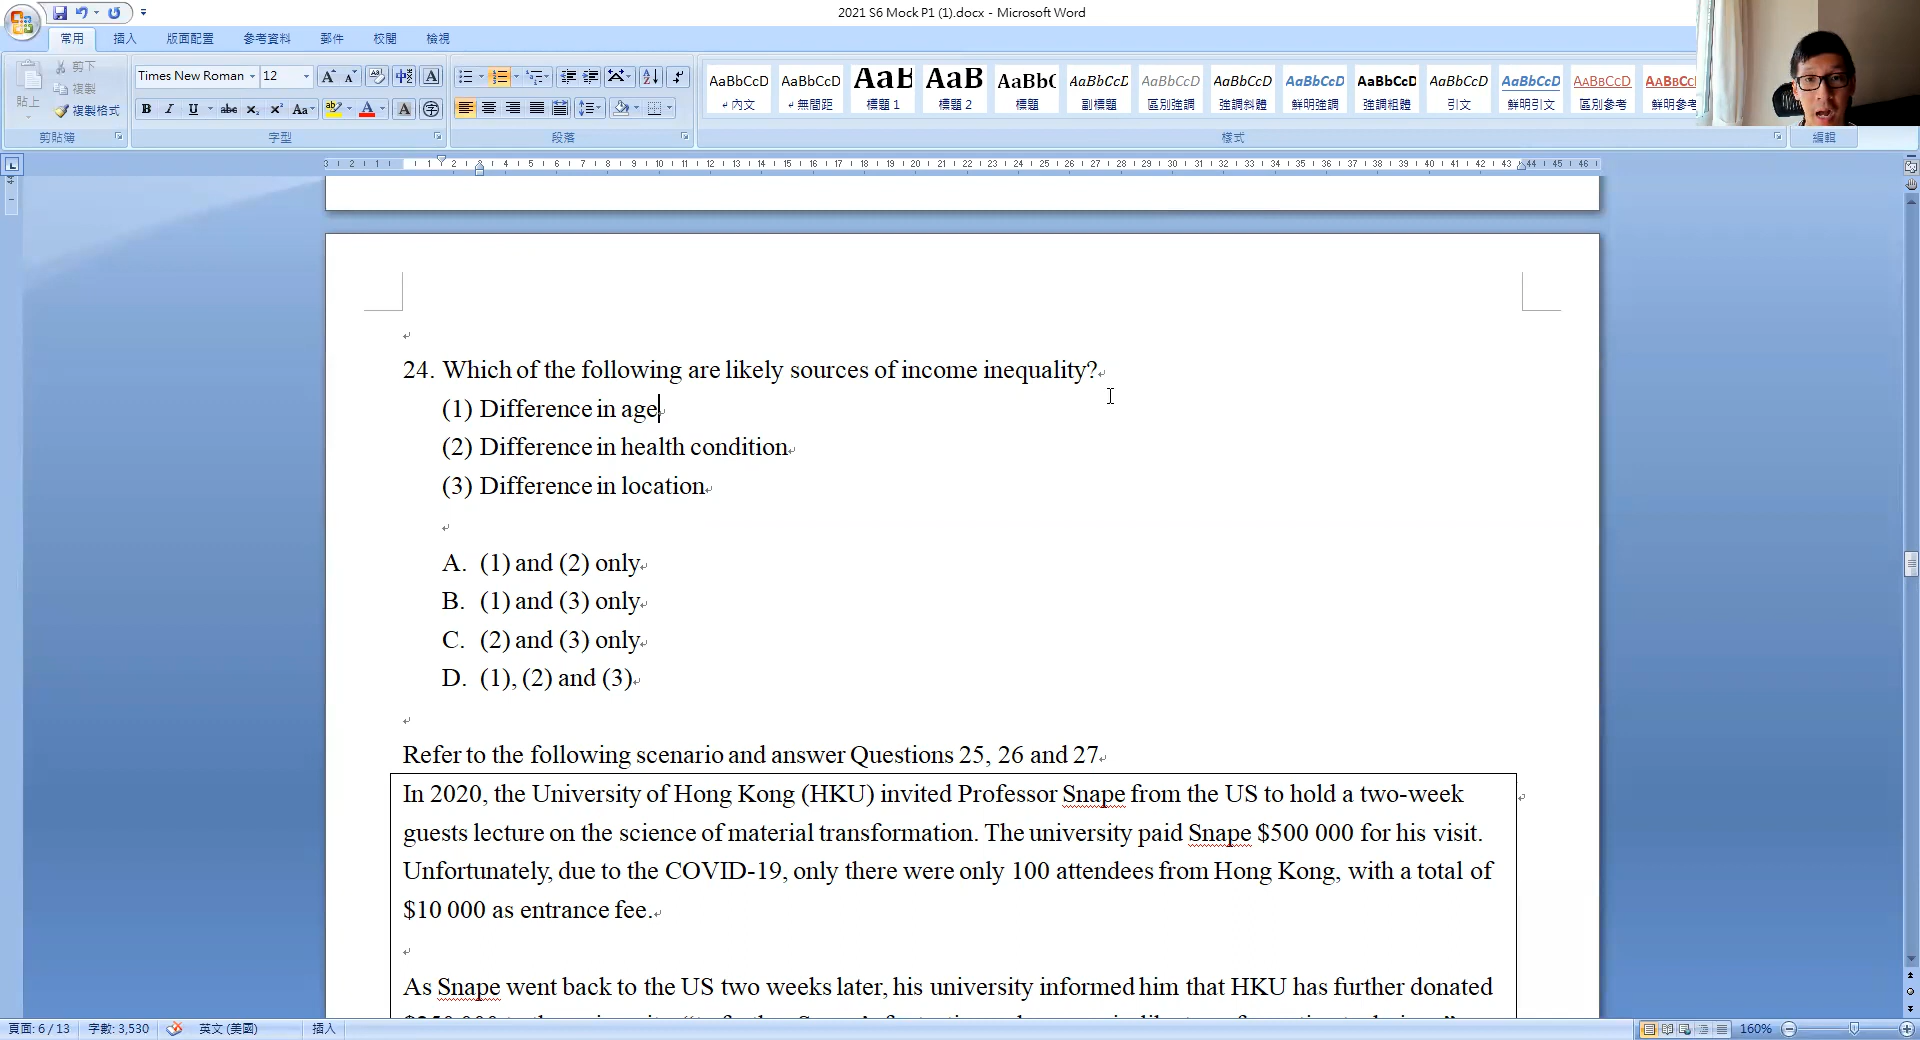 2021 S6 Mock P1 (1).docx - Microsoft Word
常用 插入 版面配置 參考資料 郵件 校閱 檢視
剪下
複製
複製格式
貼上
剪貼簿
Times New Roman 12
字型
段落
AaBbCcD AaBbCcD AaB AaB AaBb( AaBbCcD AaBbCcD AaBbCcD AaBbCcD AaBbCcD AaBbCcD AaBbCcD AaBbCcD AaBbCc
內文 無間距 標題 1 標題 2 標題 副標題 區別強調 強調斜體 鮮明強調 強調粗體 引文 鮮明引文 區別參考 鮮明參考
樣式
編輯
24. Which of the following are likely sources of income inequality?
(1) Difference in age
(2) Difference in health condition
(3) Difference in location
A. (1) and (2) only
B. (1) and (3) only
C. (2) and (3) only
D. (1), (2) and (3)
Refer to the following scenario and answer Questions 25, 26 and 27
In 2020, the University of Hong Kong (HKU) invited Professor Snape from the US to hold a two-week
guests lecture on the science of material transformation. The university paid Snape $500 000 for his visit.
Unfortunately, due to the COVID-19, only there were only 100 attendees from Hong Kong, with a total of
$10 000 as entrance fee.
As Snape went back to the US two weeks later, his university informed him that HKU has further donated
頁面: 6 / 13 字數: 3,530 英文 (美國) 插入 160%